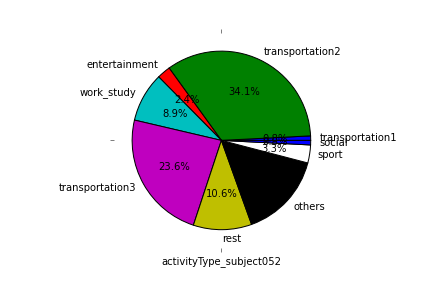 transportation2
entertainment
34.1%
work_study
2.4%
8.9%
transportation1
0.8%
social
3.3%
sport
23.6%
transportation3
10.6%
others
rest
activityType_subject052